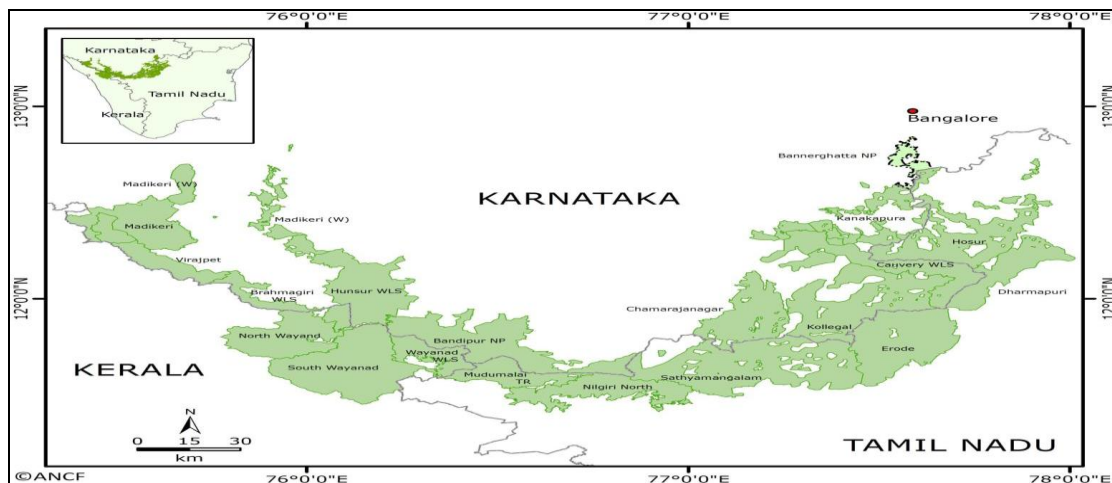 76°0'0"E
77°0'0"E
78°0'0"E
Karnataka
Tamil Nadu
Kerala
13°0'0"N
13°0'0"N
Bangalore
Bannerghatta NP
Madikeri (W)
KARNATAKA
Madikeri (W)
Madikeri
Kanakapura
Hosur
Virajpet
Cauvery WLS
Brahmagiri
WLS
Hunsur WLS
Dharmapuri
12°0'0"N
12°0'0"N
Chamarajanagar
Kollegal
North Wayand
Bandipur NP
Erode
Wayanad
WLS
KERALA
South Wayanad
Mudumalai
TR
Nilgiri North
Sathyamangalam
N
0 15 30
km
TAMIL NADU
©ANCF
76°0'0"E
77°0'0"E
78°0'0"E